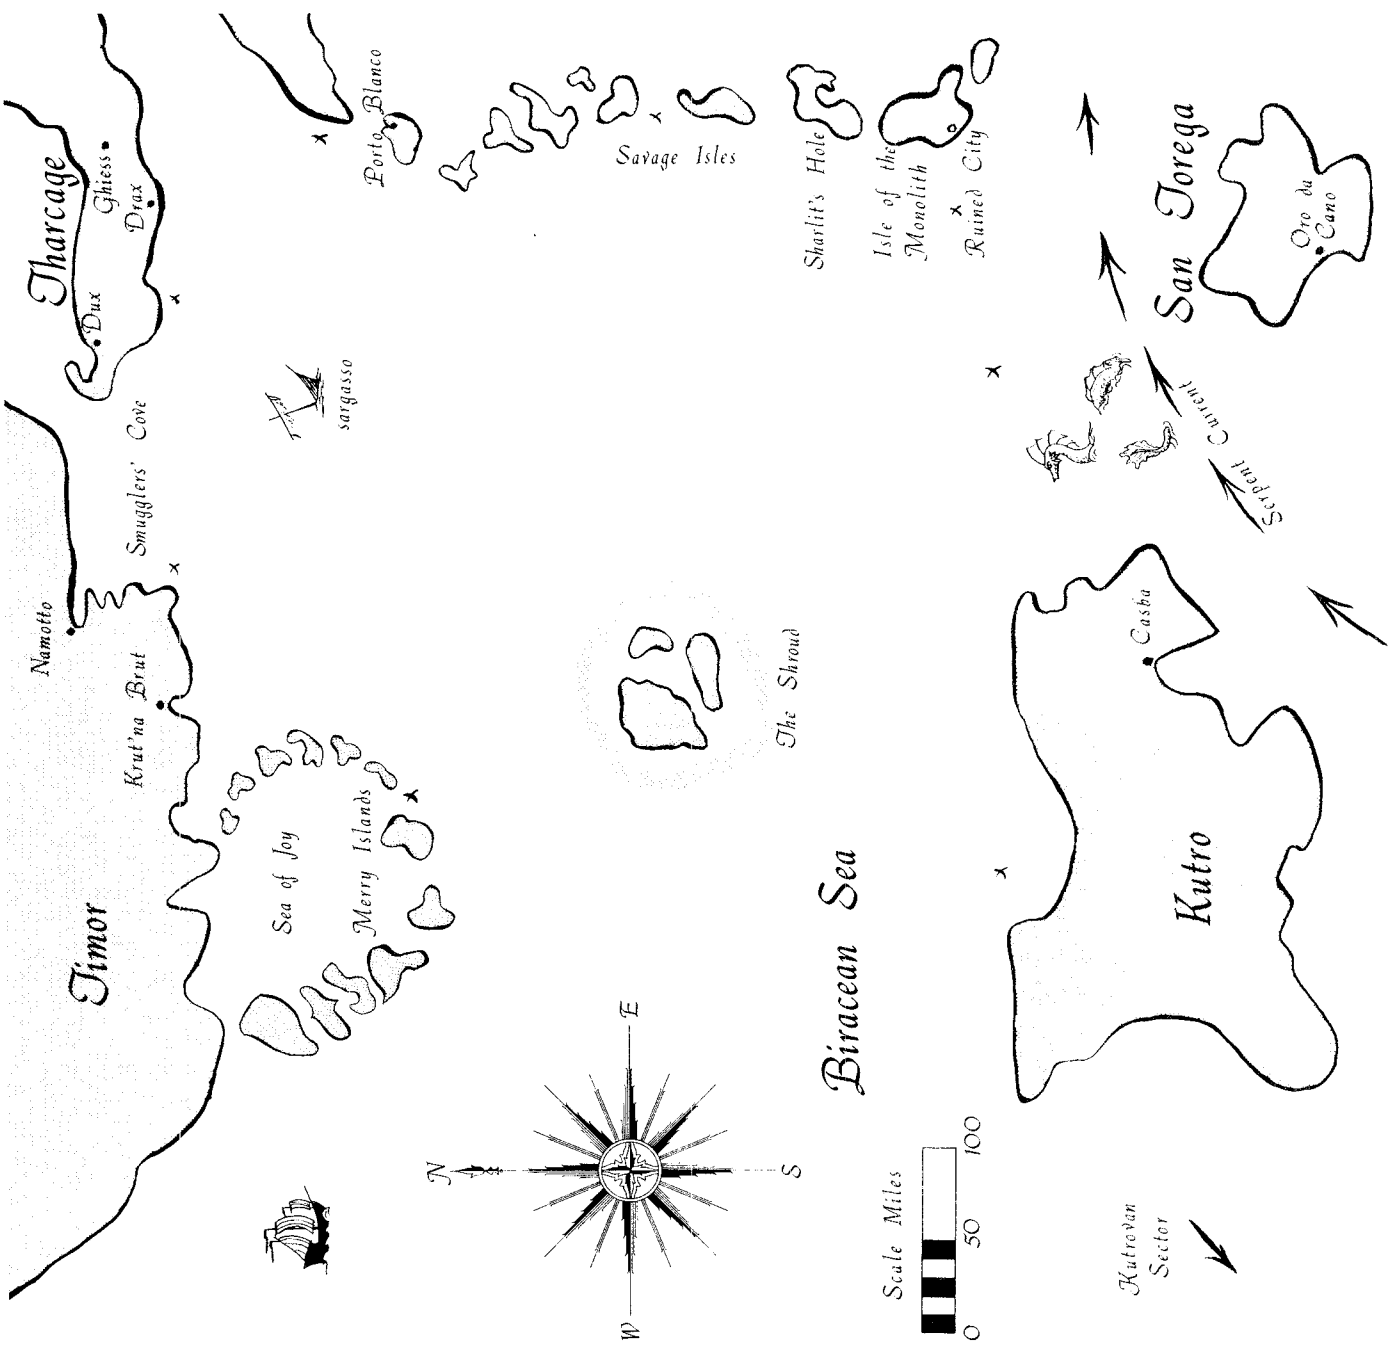 Namotto
Smugglers' Cove
Dux
Tharcage
Ghiess
Drax
Timor
Krut'na Brut
Sea of Joy
Merry Islands
sargasso
Porto Blanco
N
W
E
S
The Shroud
Savage Isles
Biracean Sea
Sharlit's Hole
Isle of the
Monolith
Ruined City
Scale Miles
0
50
100
Kutrovan
Sector
Kutro
Casba
Serpent Current
San Torega
Oro da
Cano